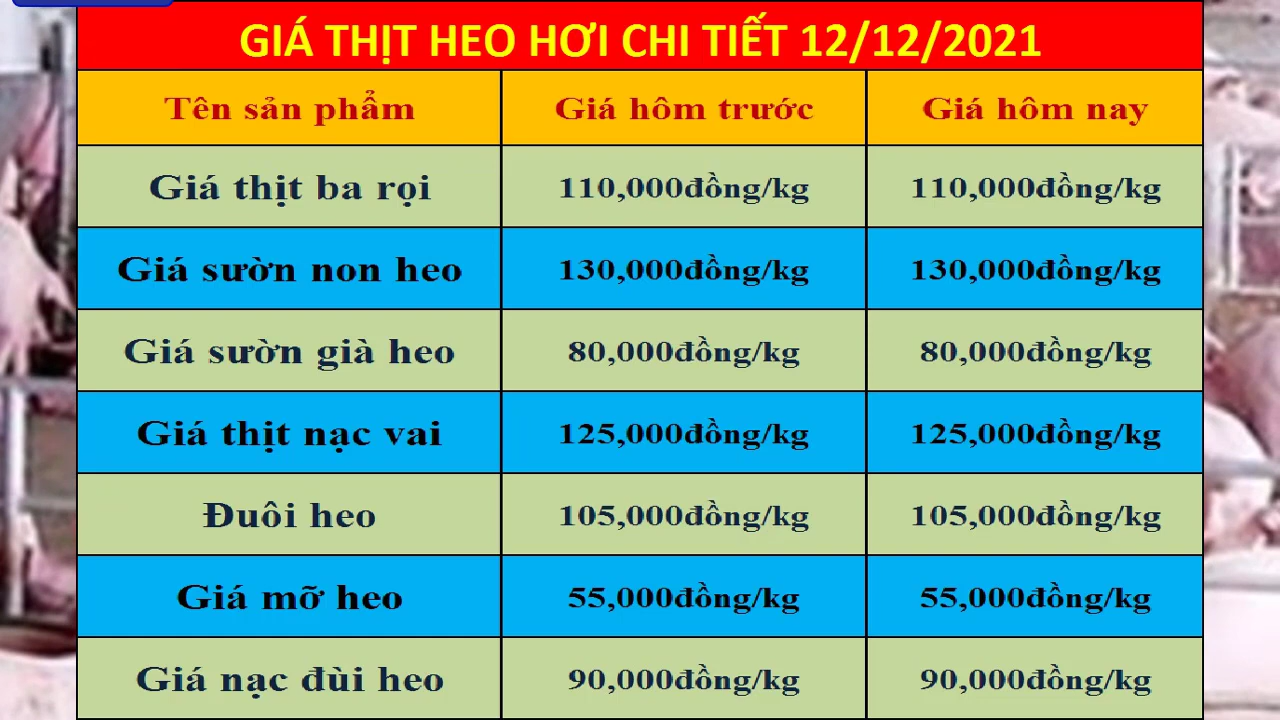 GIÁ THỊT HEO HƠI CHI TIẾT 12/12/2021
Tên sản phẩm Giá hôm trước Giá hôm nay
Giá thịt ba rọi 110,000đồng/kg 110,000đồng/kg
Giá sườn non heo 130,000đồng/kg 130,000đồng/kg
Giá sườn già heo 80,000đồng/kg 80,000đồng/kg
Giá thịt nạc vai 125,000đồng/kg 125,000đồng/kg
Đuôi heo 105,000đồng/kg 105,000đồng/kg
Giá mỡ heo 55,000đồng/kg 55,000đồng/kg
Giá nạc đùi heo 90,000đồng/kg 90,000đồng/kg